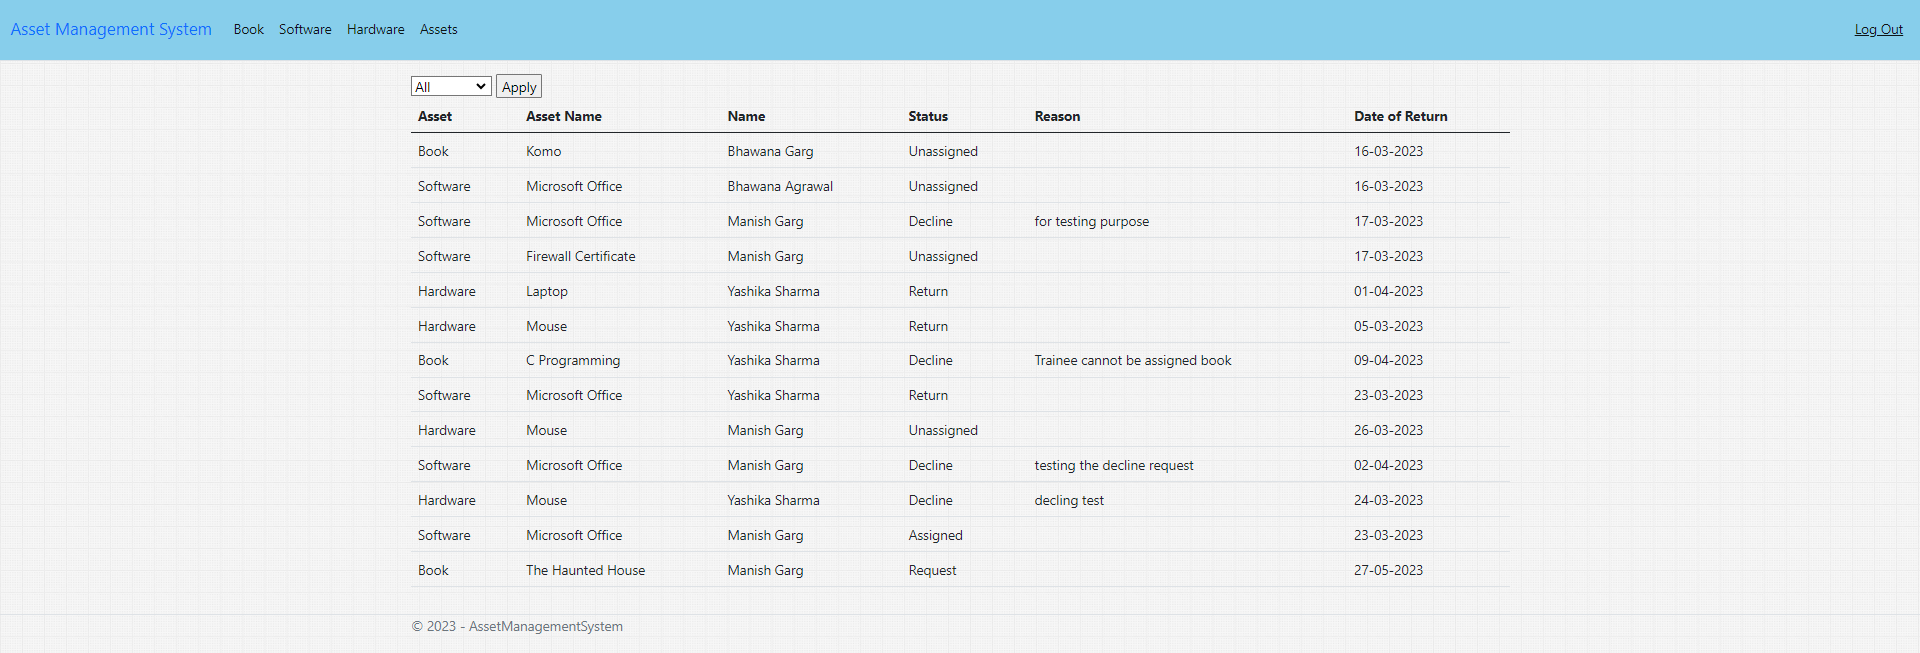 Asset Management System Book Software Hardware Assets Log Out
All Apply
Asset Asset Name Name Status Reason Date of Return
Book Komo Bhawana Garg Unassigned 16-03-2023
Software Microsoft Office Bhawana Agrawal Unassigned 16-03-2023
Software Microsoft Office Manish Garg Decline for testing purpose 17-03-2023
Software Firewall Certificate Manish Garg Unassigned 17-03-2023
Hardware Laptop Yashika Sharma Return 01-04-2023
Hardware Mouse Yashika Sharma Return 05-03-2023
Book C Programming Yashika Sharma Decline Trainee cannot be assigned book 09-04-2023
Software Microsoft Office Yashika Sharma Return 23-03-2023
Hardware Mouse Manish Garg Unassigned 26-03-2023
Software Microsoft Office Manish Garg Decline testing the decline request 02-04-2023
Hardware Mouse Yashika Sharma Decline decling test 24-03-2023
Software Microsoft Office Manish Garg Assigned 23-03-2023
Book The Haunted House Manish Garg Request 27-05-2023
© 2023 - AssetManagementSystem